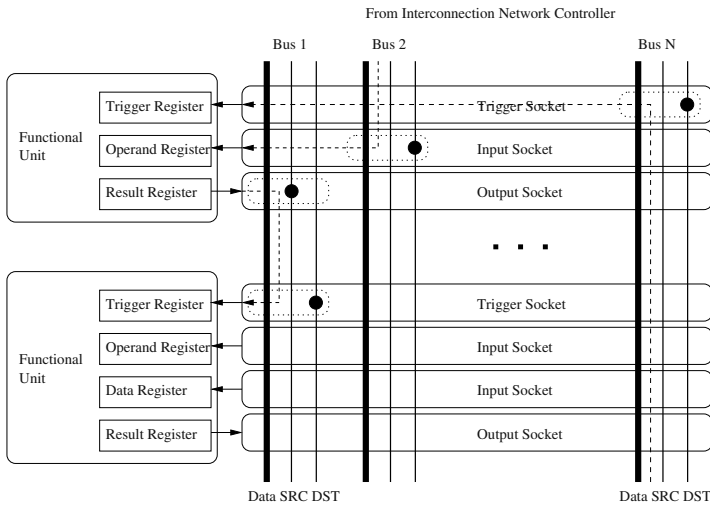 From Interconnection Network Controller
Bus 1
Bus 2
Bus N
Functional
Unit
Trigger Register
Operand Register
Result Register
Trigger Socket
Input Socket
Output Socket
. . .
Functional
Unit
Trigger Register
Operand Register
Data Register
Result Register
Trigger Socket
Input Socket
Input Socket
Output Socket
Data SRC DST
Data SRC DST